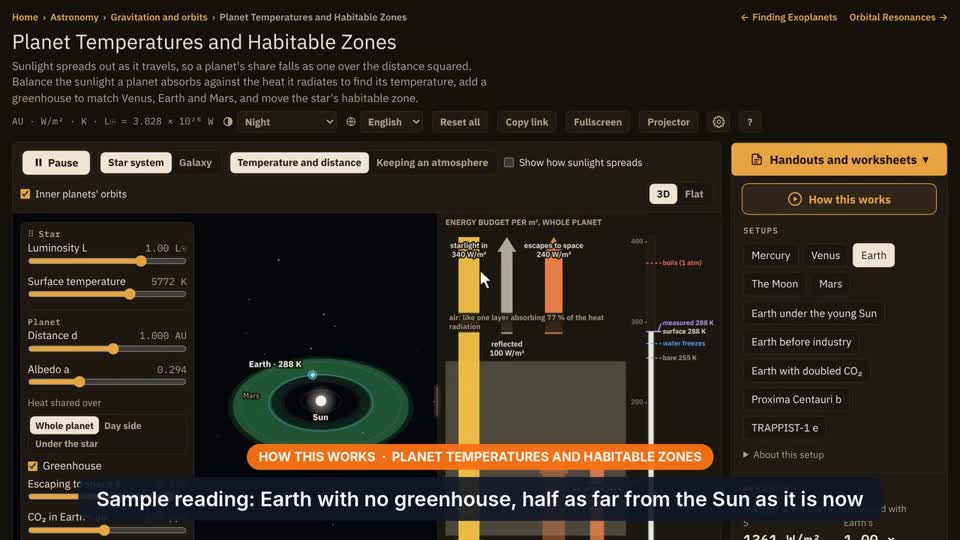 Home › Astronomy › Gravitation and orbits › Planet Temperatures and Habitable Zones
← Finding Exoplanets Orbital Resonances →
Planet Temperatures and Habitable Zones
Sunlight spreads out as it travels, so a planet's share falls as one over the distance squared.
Balance the sunlight a planet absorbs against the heat it radiates to find its temperature, add a
greenhouse to match Venus, Earth and Mars, and move the star's habitable zone.
AU · W/m² · K · L☉ = 3.828 × 10²⁶ W
Night English Reset all Copy link Fullscreen Projector ?
Pause Star system Galaxy Temperature and distance Keeping an atmosphere Show how sunlight spreads
Inner planets' orbits
3D Flat
Star
Luminosity L 1.00 L☉
Surface temperature 5772 K
Planet
Distance d 1.000 AU
Albedo a 0.294
Heat shared over
Whole planet Day side
Under the star
Greenhouse
Escaping to
CO₂ in Earth's
Earth · 288 K
Mars
Sun
ENERGY BUDGET PER m², WHOLE PLANET
starlight in
340 W/m²
escapes to space
240 W/m²
air: like one layer absorbing 77 % of the heat
radiation
reflected
100 W/m²
400
boils (1 atm)
300
measured 288 K
surface 288 K
water freezes
bare 255 K
200
Handouts and worksheets ▾
How this works
SETUPS
Mercury Venus Earth
The Moon Mars
Earth under the young Sun
Earth before industry
Earth with doubled CO₂
Proxima Centauri b
TRAPPIST-1 e
About this setup
HOW THIS WORKS · PLANET TEMPERATURES AND HABITABLE ZONES
Sample reading: Earth with no greenhouse, half as far from the Sun as it is now
Earth's
1361 W/m² 1.00 ×